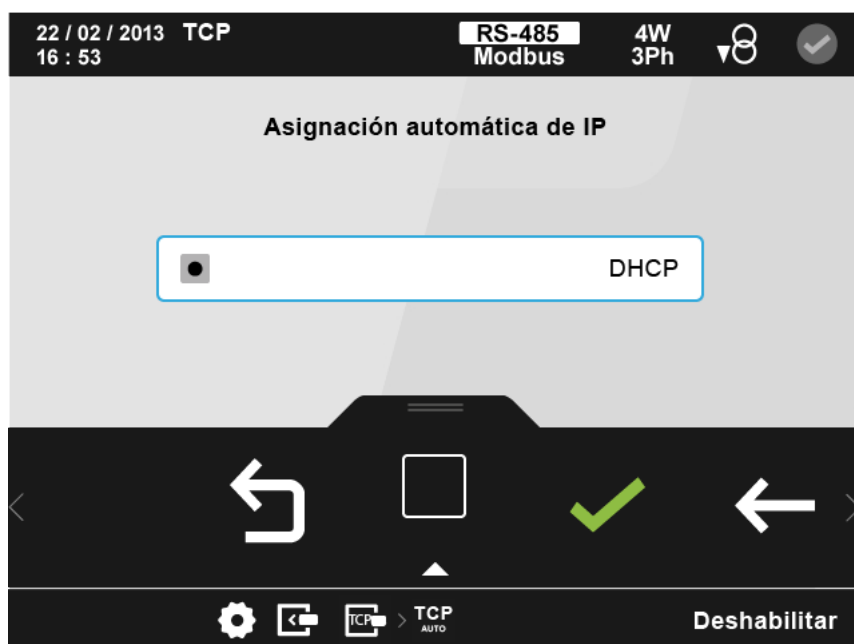 22 / 02 / 2013 TCP RS-485 4W
16 : 53 Modbus 3Ph
Asignación automática de IP
DHCP
TCP TCP
AUTO
Deshabilitar